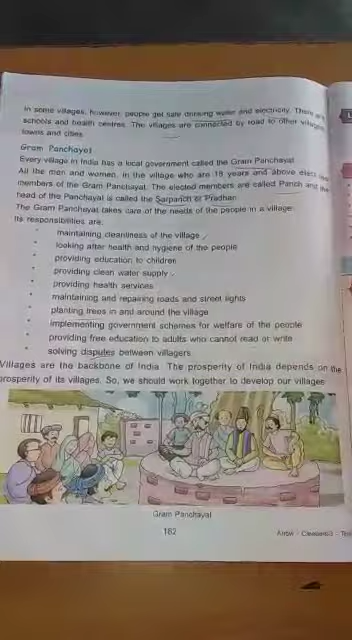 In some villages, however, people get safe drinking water and electricity. There are
schools and health centres. The villages are connected by road to other villages,
towns and cities.
Gram Panchayat
Every village in India has a local government called the Gram Panchayat.
All the men and women, in the village who are 18 years and above elect
members of the Gram Panchayat. The elected members are called Panch and the
head of the Panchayat is called the Sarpanch or Pradhan.
The Gram Panchayat takes care of the needs of the people in a village.
Its responsibilities are:
• maintaining cleanliness of the village.
• looking after health and hygiene of the people
• providing education to children
• providing clean water supply.
• providing health services
• maintaining and repairing roads and street lights
• planting trees in and around the village
• implementing government schemes for welfare of the people
• providing free education to adults who cannot read or write
• solving disputes between villagers
Villages are the backbone of India. The prosperity of India depends on the
prosperity of its villages. So, we should work together to develop our villages.
Gram Panchayat
162